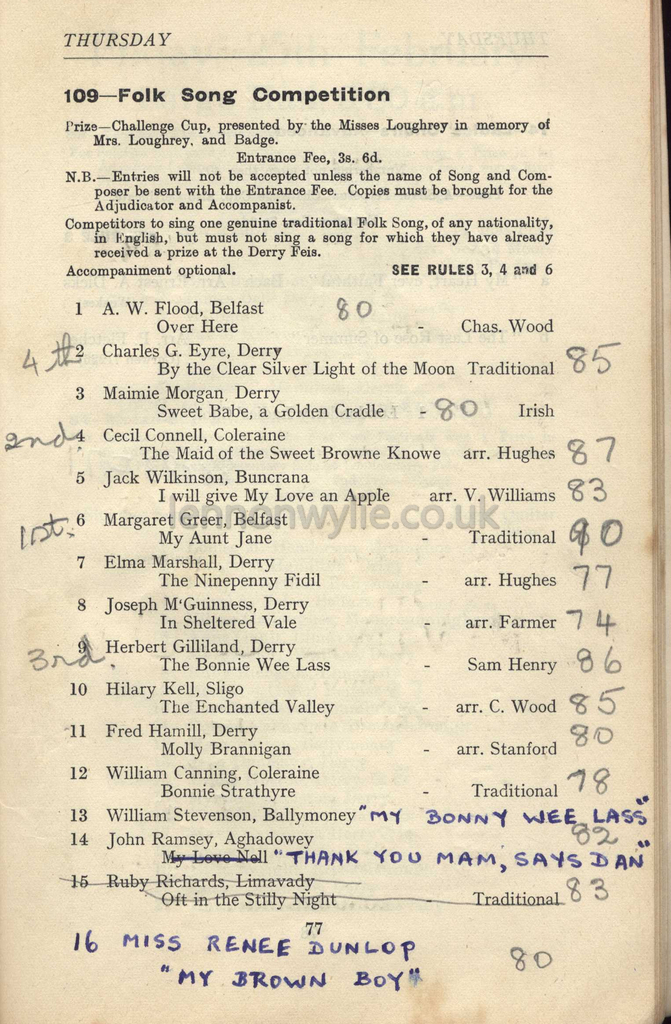 THURSDAY
109—Folk Song Competition
Prize—Challenge Cup, presented by the Misses Loughrey in memory of
Mrs. Loughrey, and Badge.
Entrance Fee, 3s. 6d.
N.B.—Entries will not be accepted unless the name of Song and Com-
poser be sent with the Entrance Fee. Copies must be brought for the
Adjudicator and Accompanist.
Competitors to sing one genuine traditional Folk Song, of any nationality,
in English, but must not sing a song for which they have already
received a prize at the Derry Feis.
Accompaniment optional. SEE RULES 3, 4 and 6
1 A. W. Flood, Belfast 80
Over Here - Chas. Wood
4th 2 Charles G. Eyre, Derry
By the Clear Silver Light of the Moon Traditional 85
3 Maimie Morgan, Derry
Sweet Babe, a Golden Cradle - 80 Irish
2nd 4 Cecil Connell, Coleraine
The Maid of the Sweet Browne Knowe arr. Hughes 87
5 Jack Wilkinson, Buncrana
I will give My Love an Apple arr. V. Williams 83
1st. 6 Margaret Greer, Belfast
My Aunt Jane - Traditional 90
lennonwylie.co.uk
7 Elma Marshall, Derry
The Ninepenny Fidil - arr. Hughes 77
8 Joseph M'Guinness, Derry
In Sheltered Vale - arr. Farmer 74
3rd. 9 Herbert Gilliland, Derry
The Bonnie Wee Lass - Sam Henry 86
10 Hilary Kell, Sligo
The Enchanted Valley - arr. C. Wood 85
11 Fred Hamill, Derry
Molly Brannigan - arr. Stanford 80
12 William Canning, Coleraine
Bonnie Strathyre - Traditional 78
13 William Stevenson, Ballymoney "MY BONNY WEE LASS"
14 John Ramsey, Aghadowey 82
My Love Nell "THANK YOU MAM, SAYS DAN"
15 Ruby Richards, Limavady
Oft in the Stilly Night - Traditional 83
77
16 MISS RENEE DUNLOP
"MY BROWN BOY" 80